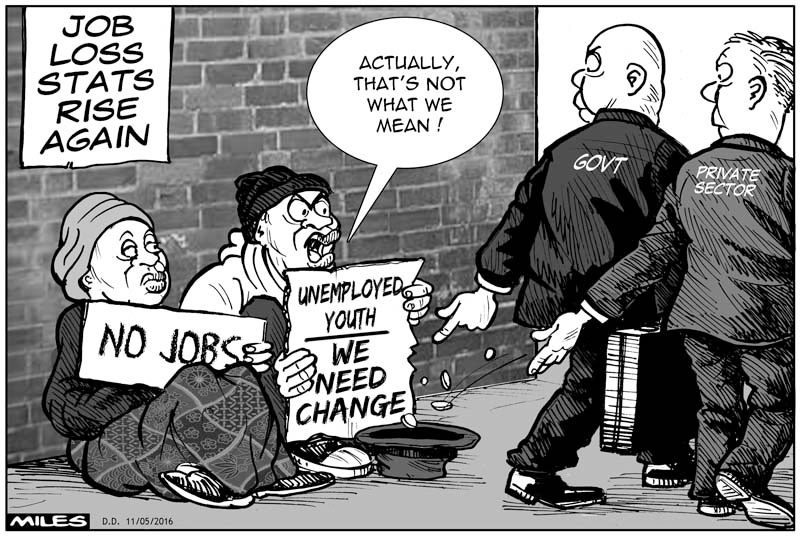 JOB
LOSS
STATS
RISE
AGAIN
ACTUALLY,
THAT'S NOT
WHAT WE
MEAN !
GOVT
PRIVATE
SECTOR
NO JOBS
UNEMPLOYED
YOUTH
WE
NEED
CHANGE
MILES
D.D. 11/05/2016